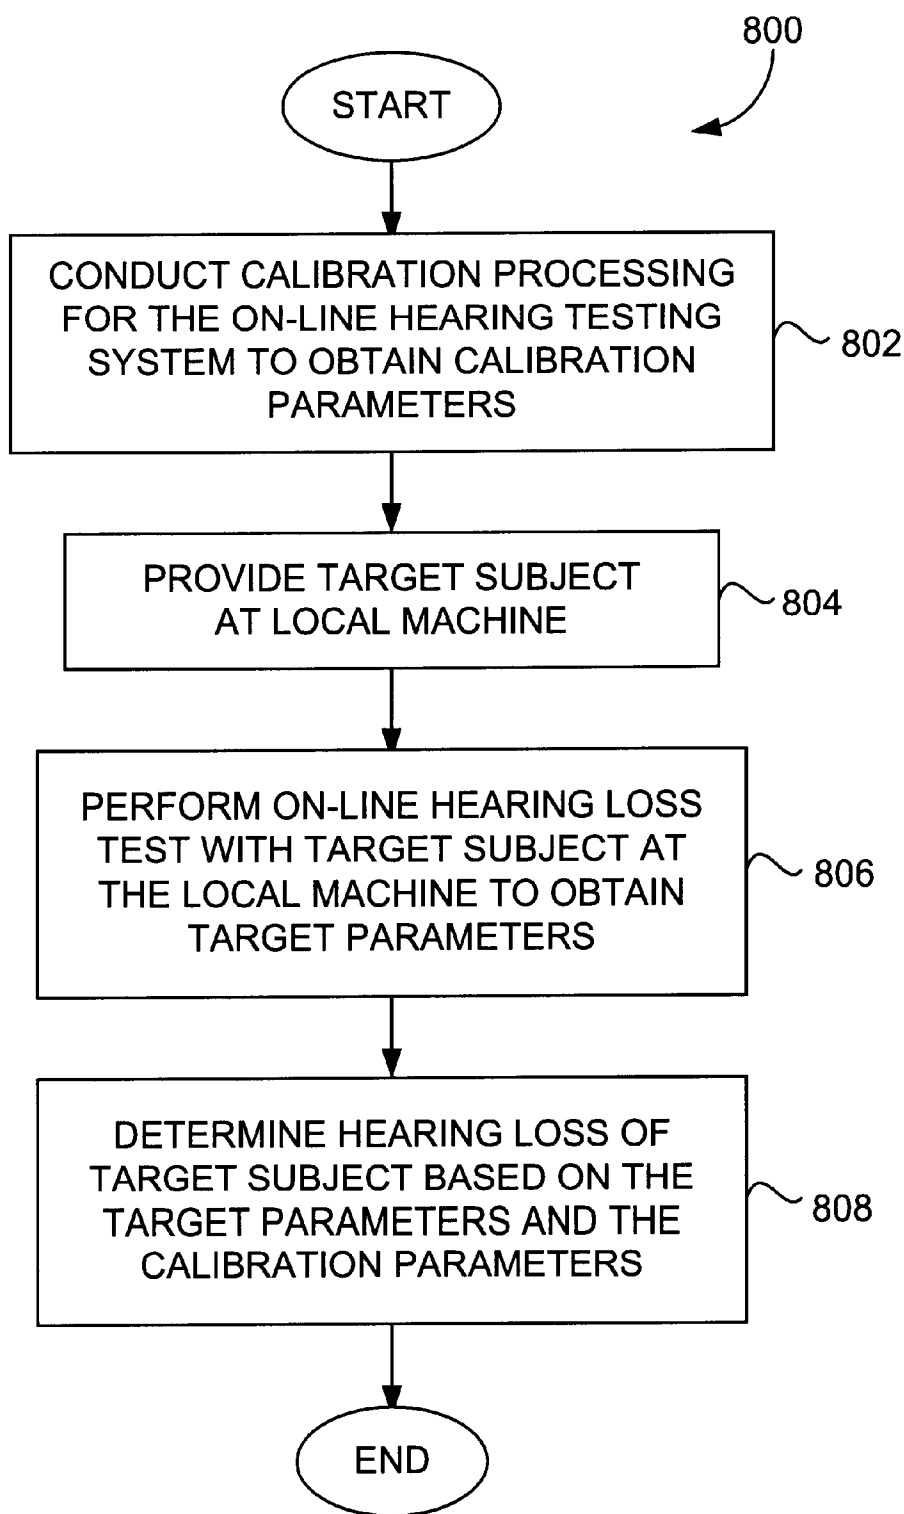 800
START
CONDUCT CALIBRATION PROCESSING
FOR THE ON-LINE HEARING TESTING
SYSTEM TO OBTAIN CALIBRATION
PARAMETERS
802
PROVIDE TARGET SUBJECT
AT LOCAL MACHINE
804
PERFORM ON-LINE HEARING LOSS
TEST WITH TARGET SUBJECT AT
THE LOCAL MACHINE TO OBTAIN
TARGET PARAMETERS
806
DETERMINE HEARING LOSS OF
TARGET SUBJECT BASED ON THE
TARGET PARAMETERS AND THE
CALIBRATION PARAMETERS
808
END